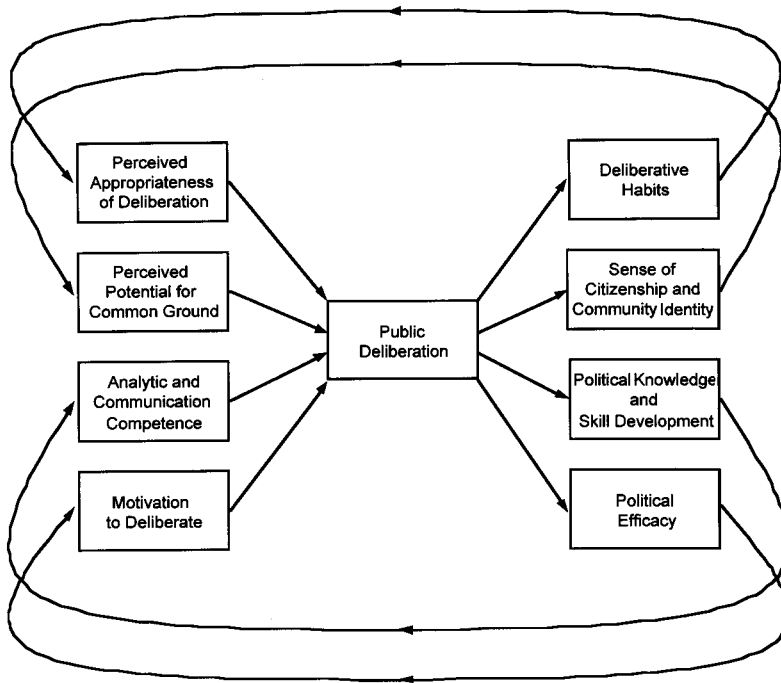 Perceived
Appropriateness
of Deliberation
Perceived
Potential for
Common Ground
Analytic and
Communication
Competence
Motivation
to Deliberate
Public
Deliberation
Deliberative
Habits
Sense of
Citizenship and
Community Identity
Political Knowledge
and
Skill Development
Political
Efficacy